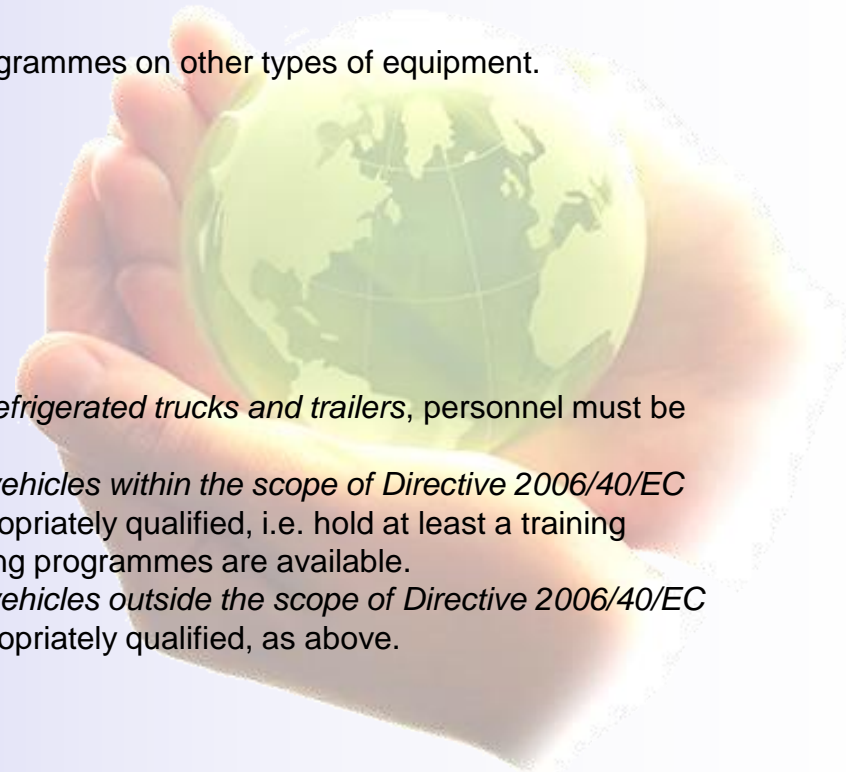 grammes on other types of equipment.
efrigerated trucks and trailers, personnel must be
vehicles within the scope of Directive 2006/40/EC
opriately qualified, i.e. hold at least a training
ng programmes are available.
vehicles outside the scope of Directive 2006/40/EC
opriately qualified, as above.